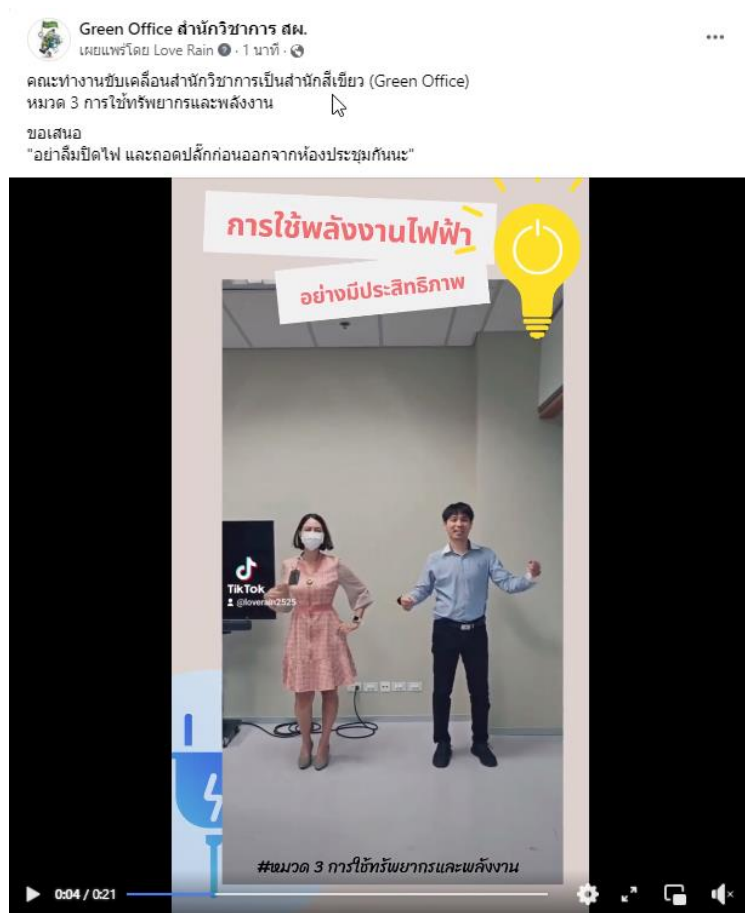 Green Office สำนักวิชาการ สผ.
เผยแพร่โดย Love Rain · 1 นาที ·
คณะทำงานขับเคลื่อนสำนักวิชาการเป็นสำนักสีเขียว (Green Office)
หมวด 3 การใช้ทรัพยากรและพลังงาน
ขอเสนอ
"อย่าลืมปิดไฟ และถอดปลั๊กก่อนออกจากห้องประชุมกันนะ"
การใช้พลังงานไฟฟ้า
อย่างมีประสิทธิภาพ
TikTok
@loverain2525
#หมวด 3 การใช้ทรัพยากรและพลังงาน
0:04 / 0:21